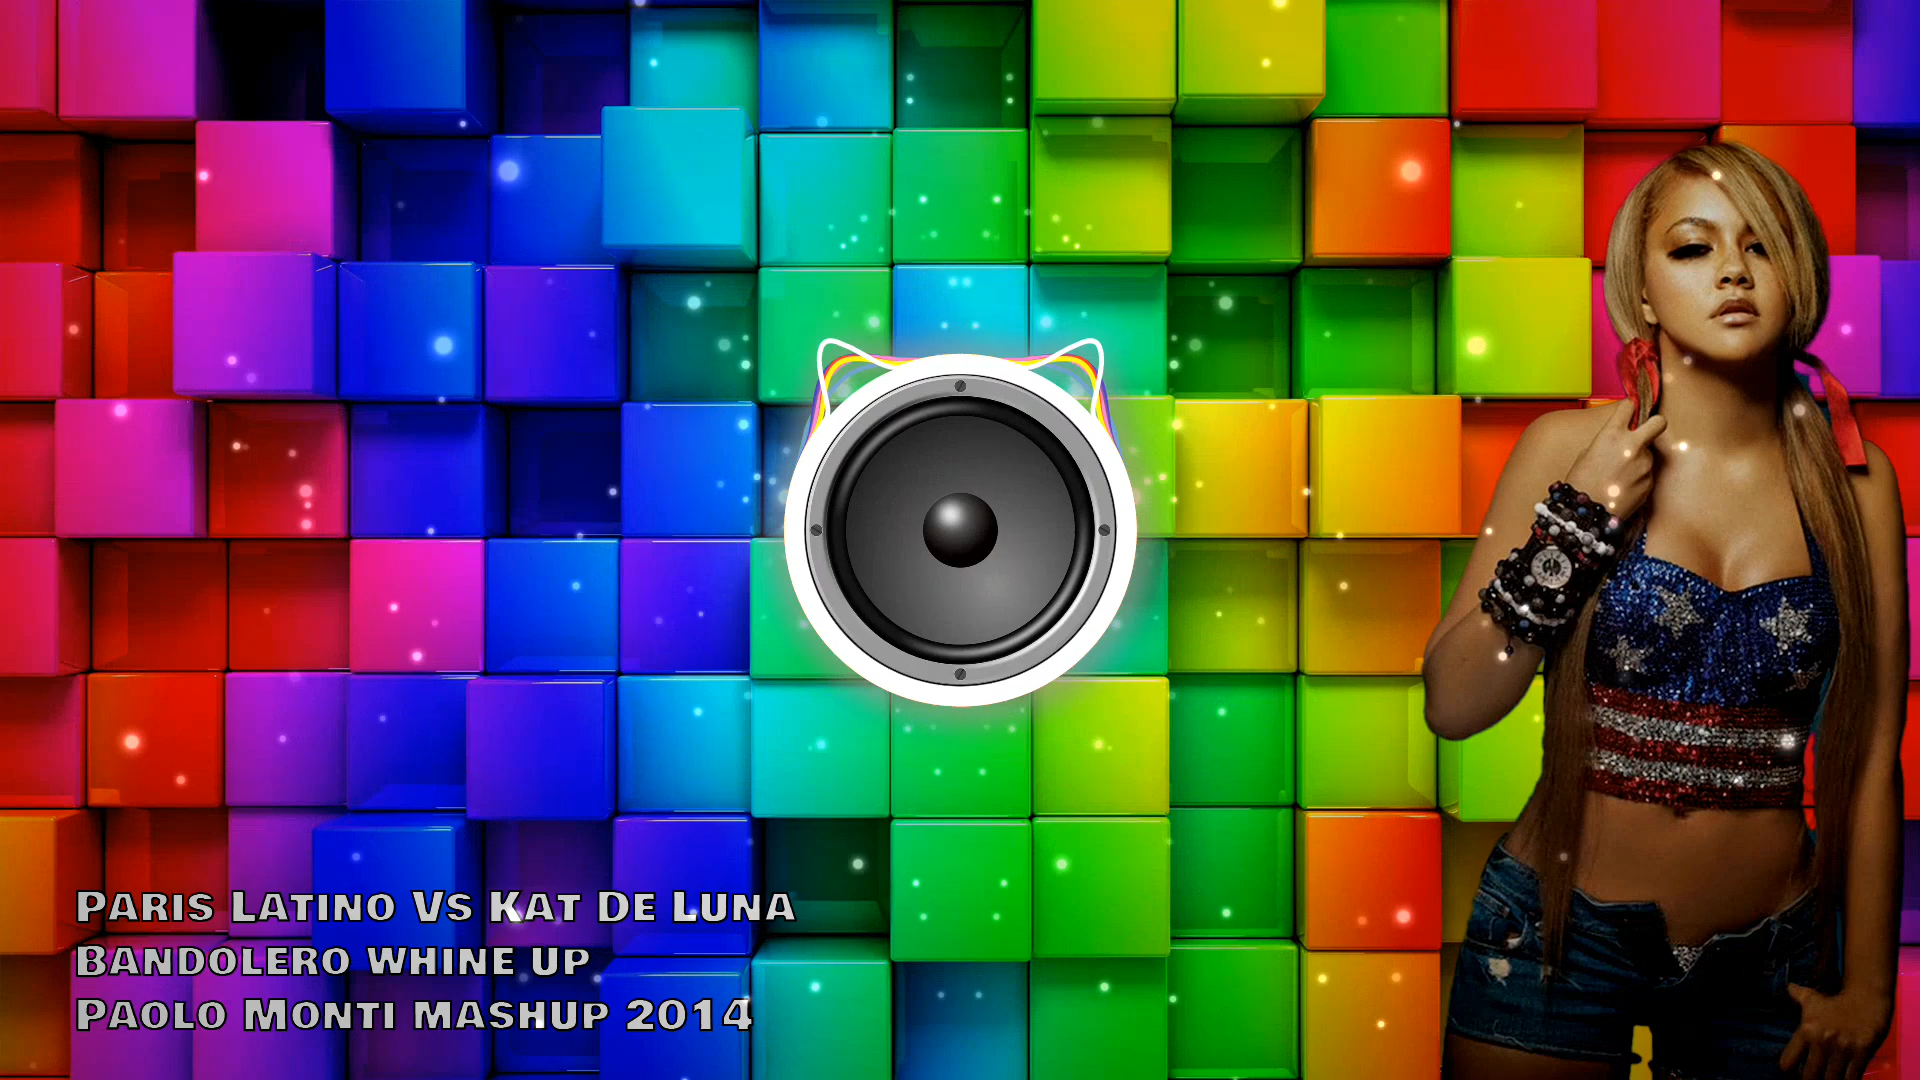 Paris Latino Vs Kat De Luna
Bandolero whine Up
Paolo Monti mashup 2014